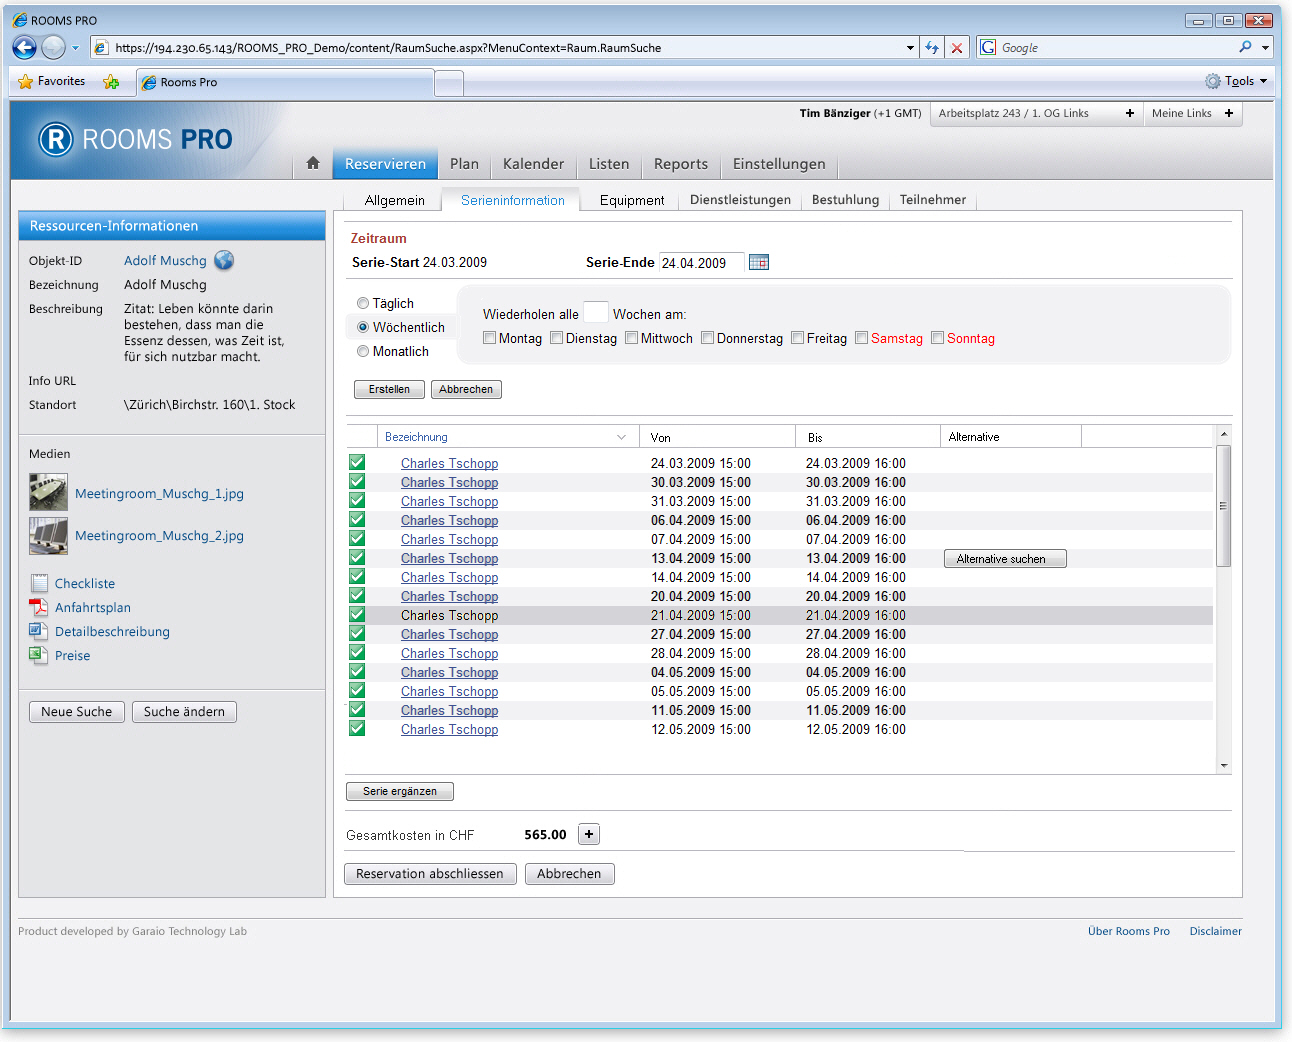 ROOMS PRO
https://194.230.65.143/ROOMS_PRO_Demo/content/RaumSuche.aspx?MenuContext=Raum.RaumSuche
Google
Favorites
Rooms Pro
Tools
Tim Bänziger (+1 GMT)
Arbeitsplatz 243 / 1. OG Links +
Meine Links +
R ROOMS PRO
Reservieren Plan Kalender Listen Reports Einstellungen
Allgemein Serieninformation Equipment Dienstleistungen Bestuhlung Teilnehmer
Ressourcen-Informationen
Objekt-ID Adolf Muschg
Bezeichnung Adolf Muschg
Beschreibung Zitat: Leben könnte darin
bestehen, dass man die
Essenz dessen, was Zeit ist,
für sich nutzbar macht.
Info URL
Standort \Zürich\Birchstr. 160\1. Stock
Medien
Meetingroom_Muschg_1.jpg
Meetingroom_Muschg_2.jpg
Checkliste
Anfahrtsplan
Detailbeschreibung
Preise
Neue Suche Suche ändern
Zeitraum
Serie-Start 24.03.2009 Serie-Ende 24.04.2009
Täglich
Wöchentlich
Monatlich
Wiederholen alle Wochen am:
Montag Dienstag Mittwoch Donnerstag Freitag Samstag Sonntag
Erstellen Abbrechen
Bezeichnung Von Bis Alternative
Charles Tschopp 24.03.2009 15:00 24.03.2009 16:00
Charles Tschopp 30.03.2009 15:00 30.03.2009 16:00
Charles Tschopp 31.03.2009 15:00 31.03.2009 16:00
Charles Tschopp 06.04.2009 15:00 06.04.2009 16:00
Charles Tschopp 07.04.2009 15:00 07.04.2009 16:00
Charles Tschopp 13.04.2009 15:00 13.04.2009 16:00 Alternative suchen
Charles Tschopp 14.04.2009 15:00 14.04.2009 16:00
Charles Tschopp 20.04.2009 15:00 20.04.2009 16:00
Charles Tschopp 21.04.2009 15:00 21.04.2009 16:00
Charles Tschopp 27.04.2009 15:00 27.04.2009 16:00
Charles Tschopp 28.04.2009 15:00 28.04.2009 16:00
Charles Tschopp 04.05.2009 15:00 04.05.2009 16:00
Charles Tschopp 05.05.2009 15:00 05.05.2009 16:00
Charles Tschopp 11.05.2009 15:00 11.05.2009 16:00
Charles Tschopp 12.05.2009 15:00 12.05.2009 16:00
Serie ergänzen
Gesamtkosten in CHF 565.00 +
Reservation abschliessen Abbrechen
Product developed by Garaio Technology Lab
Über Rooms Pro Disclaimer